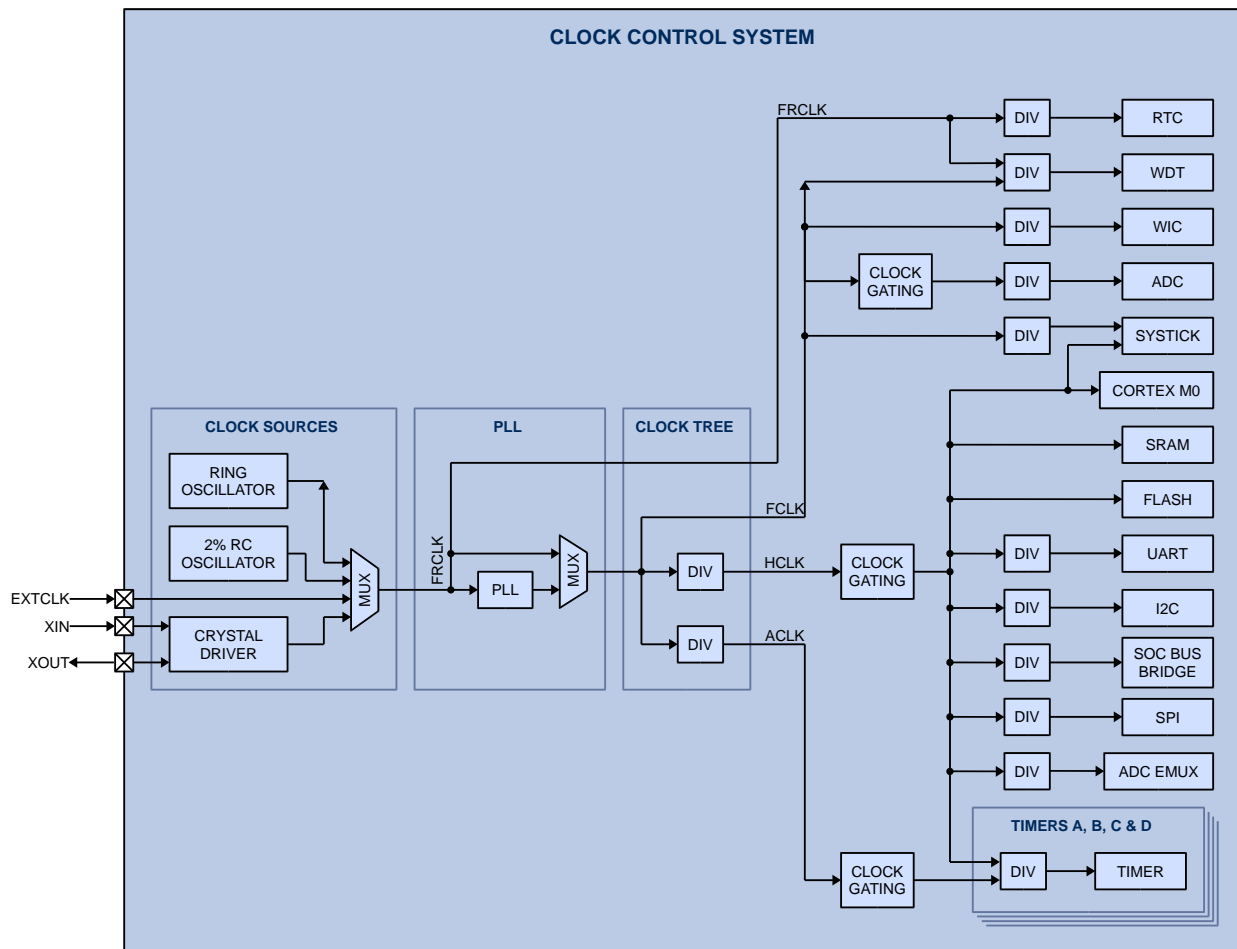 CLOCK CONTROL SYSTEM
FRCLK
DIV
RTC
DIV
WDT
DIV
WIC
CLOCK
GATING
DIV
ADC
DIV
SYSTICK
CORTEX M0
CLOCK SOURCES
PLL
CLOCK TREE
SRAM
RING
OSCILLATOR
FLASH
FCLK
2% RC
OSCILLATOR
MUX
FRCLK
PLL
MUX
DIV
HCLK
CLOCK
GATING
DIV
UART
EXTCLK
XIN
XOUT
CRYSTAL
DRIVER
DIV
ACLK
DIV
I2C
DIV
SOC BUS
BRIDGE
DIV
SPI
DIV
ADC EMUX
TIMERS A, B, C & D
CLOCK
GATING
DIV
TIMER